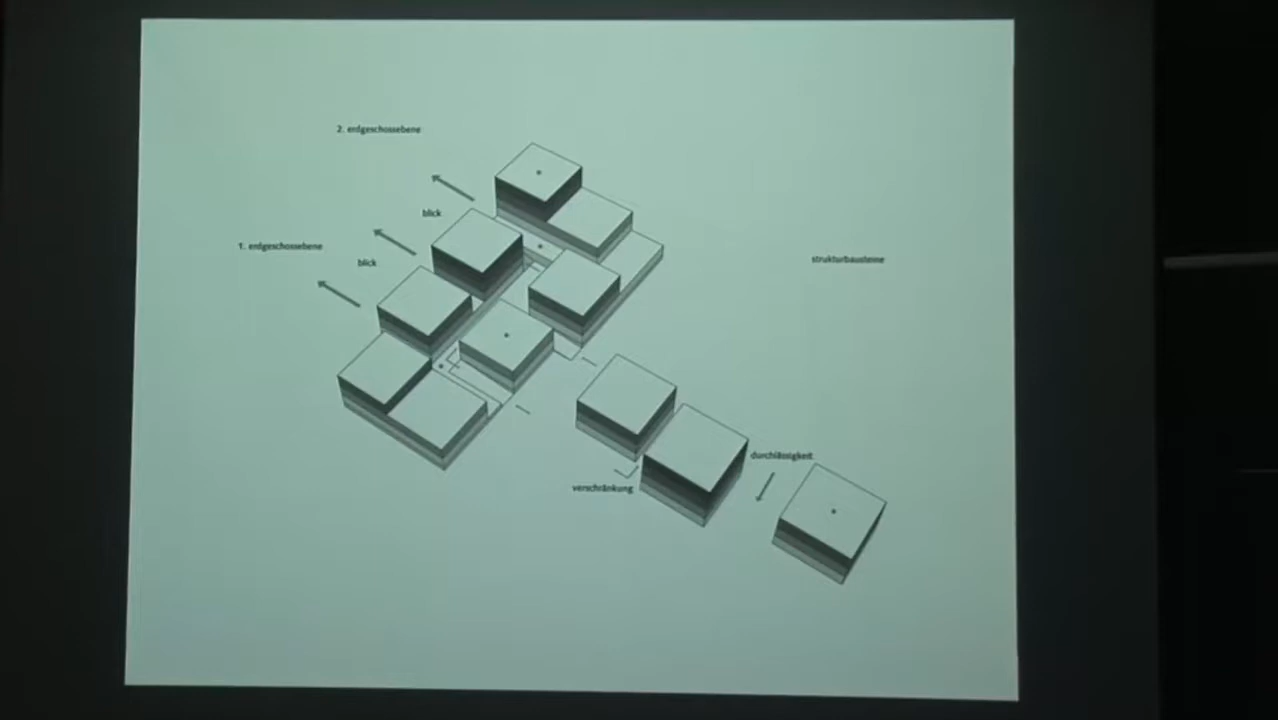 2. erdgeschossebene
blick
1. erdgeschossebene
blick
strukturbausteine
durchlässigkeit
verschränkung